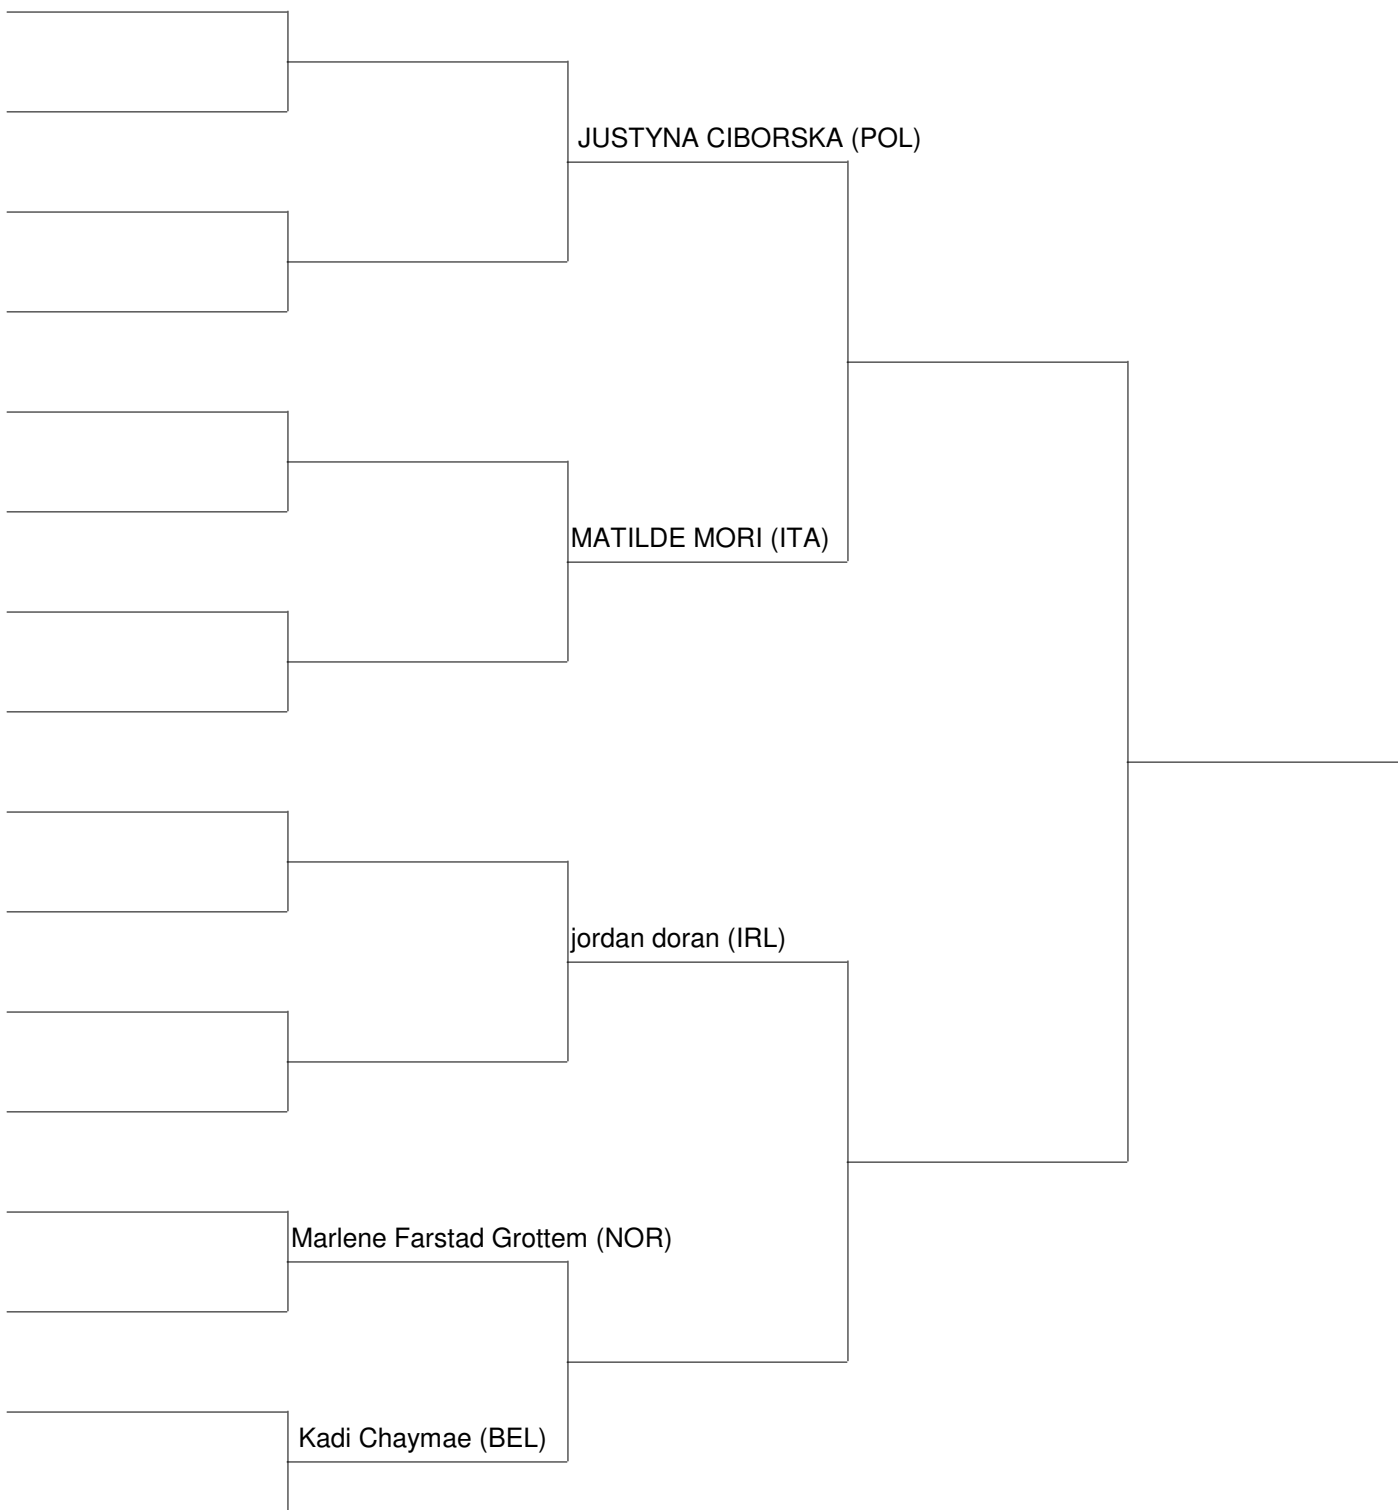 JUSTYNA CIBORSKA (POL)
MATILDE MORI (ITA)
jordan doran (IRL)
Marlene Farstad Grottem (NOR)
Kadi Chaymae (BEL)